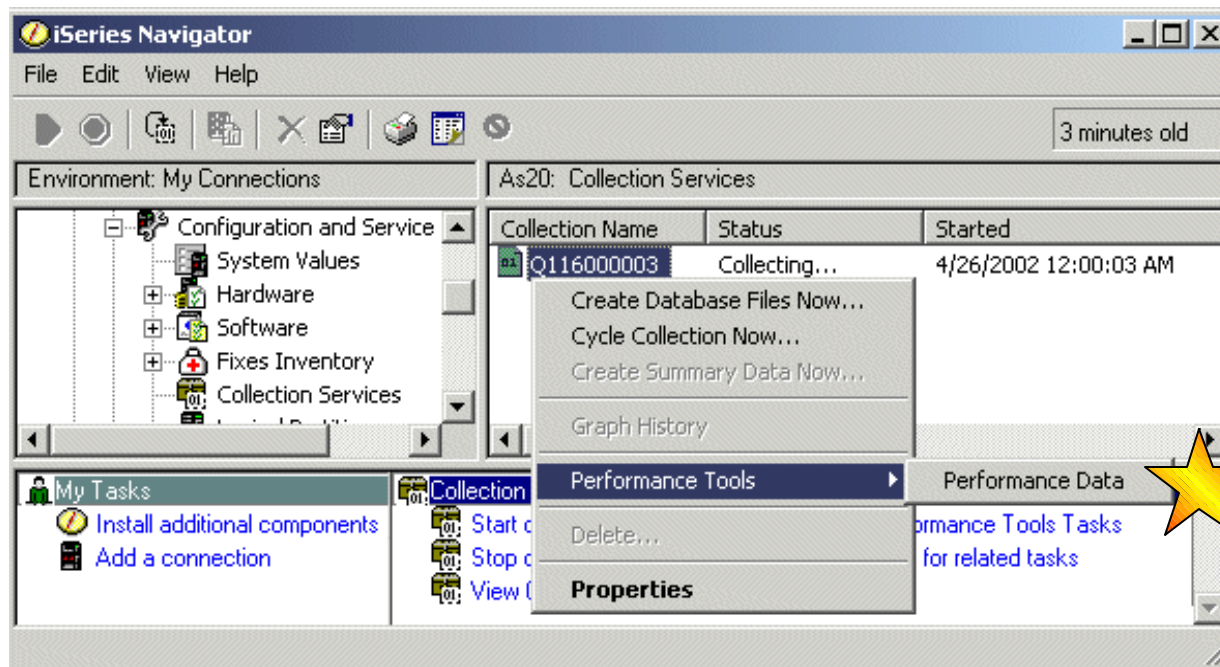 iSeries Navigator
File Edit View Help
3 minutes old
Environment: My Connections
As20: Collection Services
Configuration and Service
System Values
Hardware
Software
Fixes Inventory
Collection Services
Collection Name Status Started
Q116000003 Collecting... 4/26/2002 12:00:03 AM
Create Database Files Now...
Cycle Collection Now...
Create Summary Data Now...
Graph History
Performance Tools
Performance Data
Delete...
Properties
My Tasks
Install additional components
Add a connection
Collection
Start
Stop
View
Tools Tasks
for related tasks